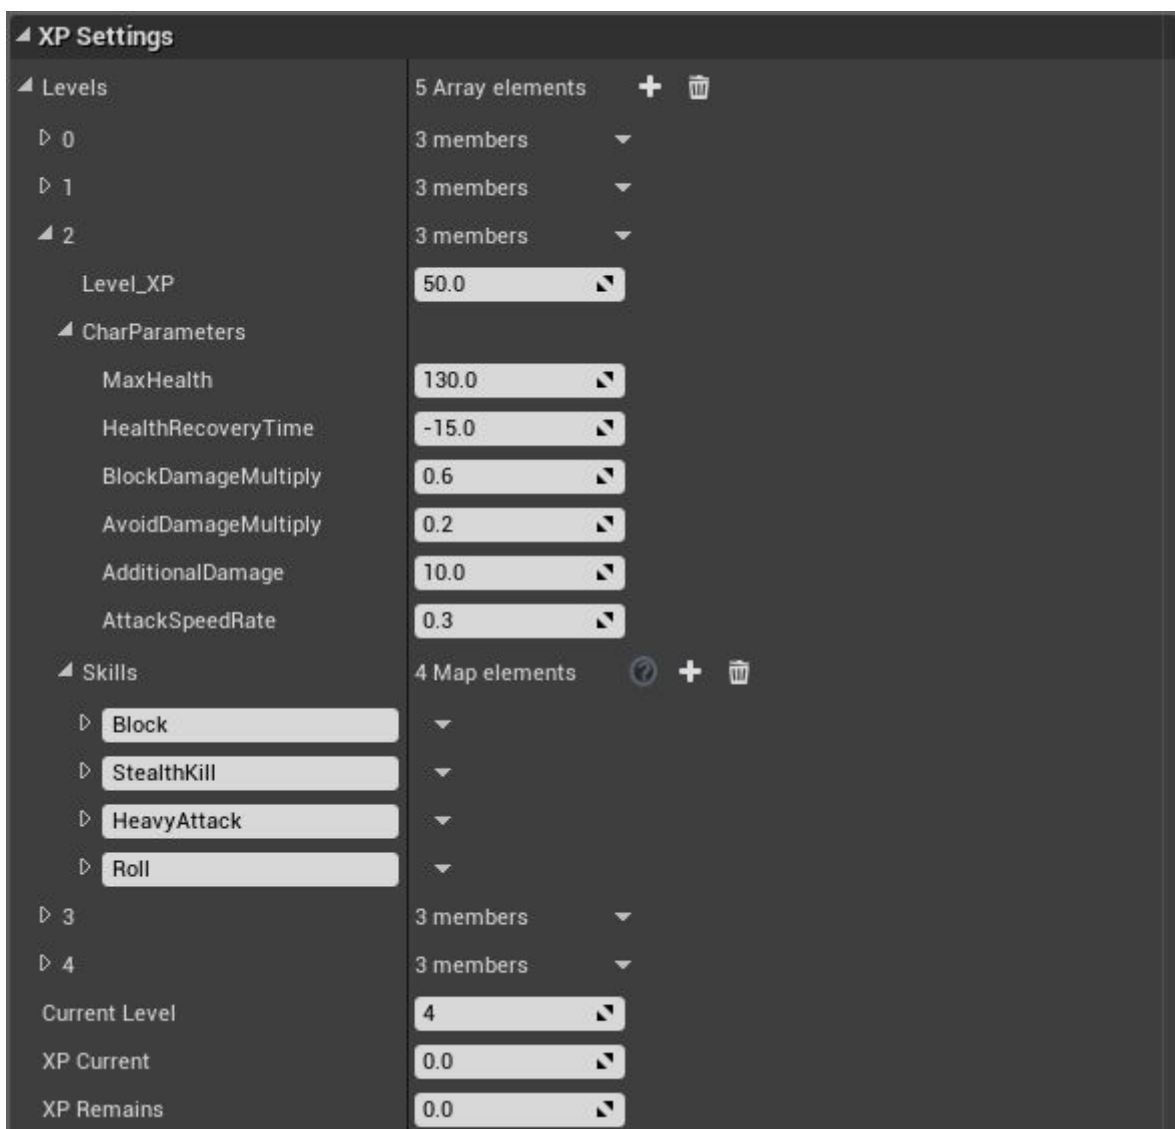 XP Settings
Levels 5 Array elements
0 3 members
1 3 members
2 3 members
Level_XP 50.0
CharParameters
MaxHealth 130.0
HealthRecoveryTime -15.0
BlockDamageMultiply 0.6
AvoidDamageMultiply 0.2
AdditionalDamage 10.0
AttackSpeedRate 0.3
Skills 4 Map elements ?
Block
StealthKill
HeavyAttack
Roll
3 3 members
4 3 members
Current Level 4
XP Current 0.0
XP Remains 0.0